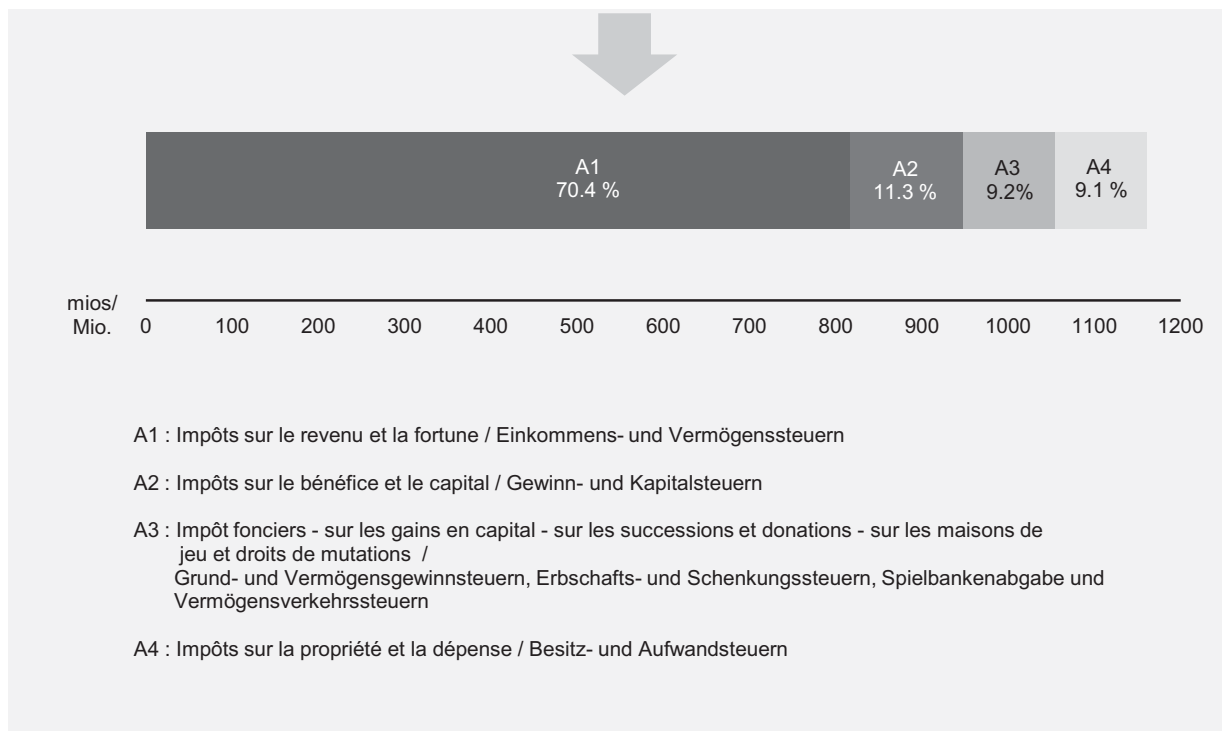 A1
70.4 %
A2
11.3 %
A3
9.2%
A4
9.1 %
mios/
Mio.
0 100 200 300 400 500 600 700 800 900 1000 1100 1200
A1 : Impôts sur le revenu et la fortune / Einkommens- und Vermögenssteuern
A2 : Impôts sur le bénéfice et le capital / Gewinn- und Kapitalsteuern
A3 : Impôt fonciers - sur les gains en capital - sur les successions et donations - sur les maisons de
jeu et droits de mutations /
Grund- und Vermögensgewinnsteuern, Erbschafts- und Schenkungssteuern, Spielbankenabgabe und
Vermögensverkehrssteuern
A4 : Impôts sur la propriété et la dépense / Besitz- und Aufwandsteuern